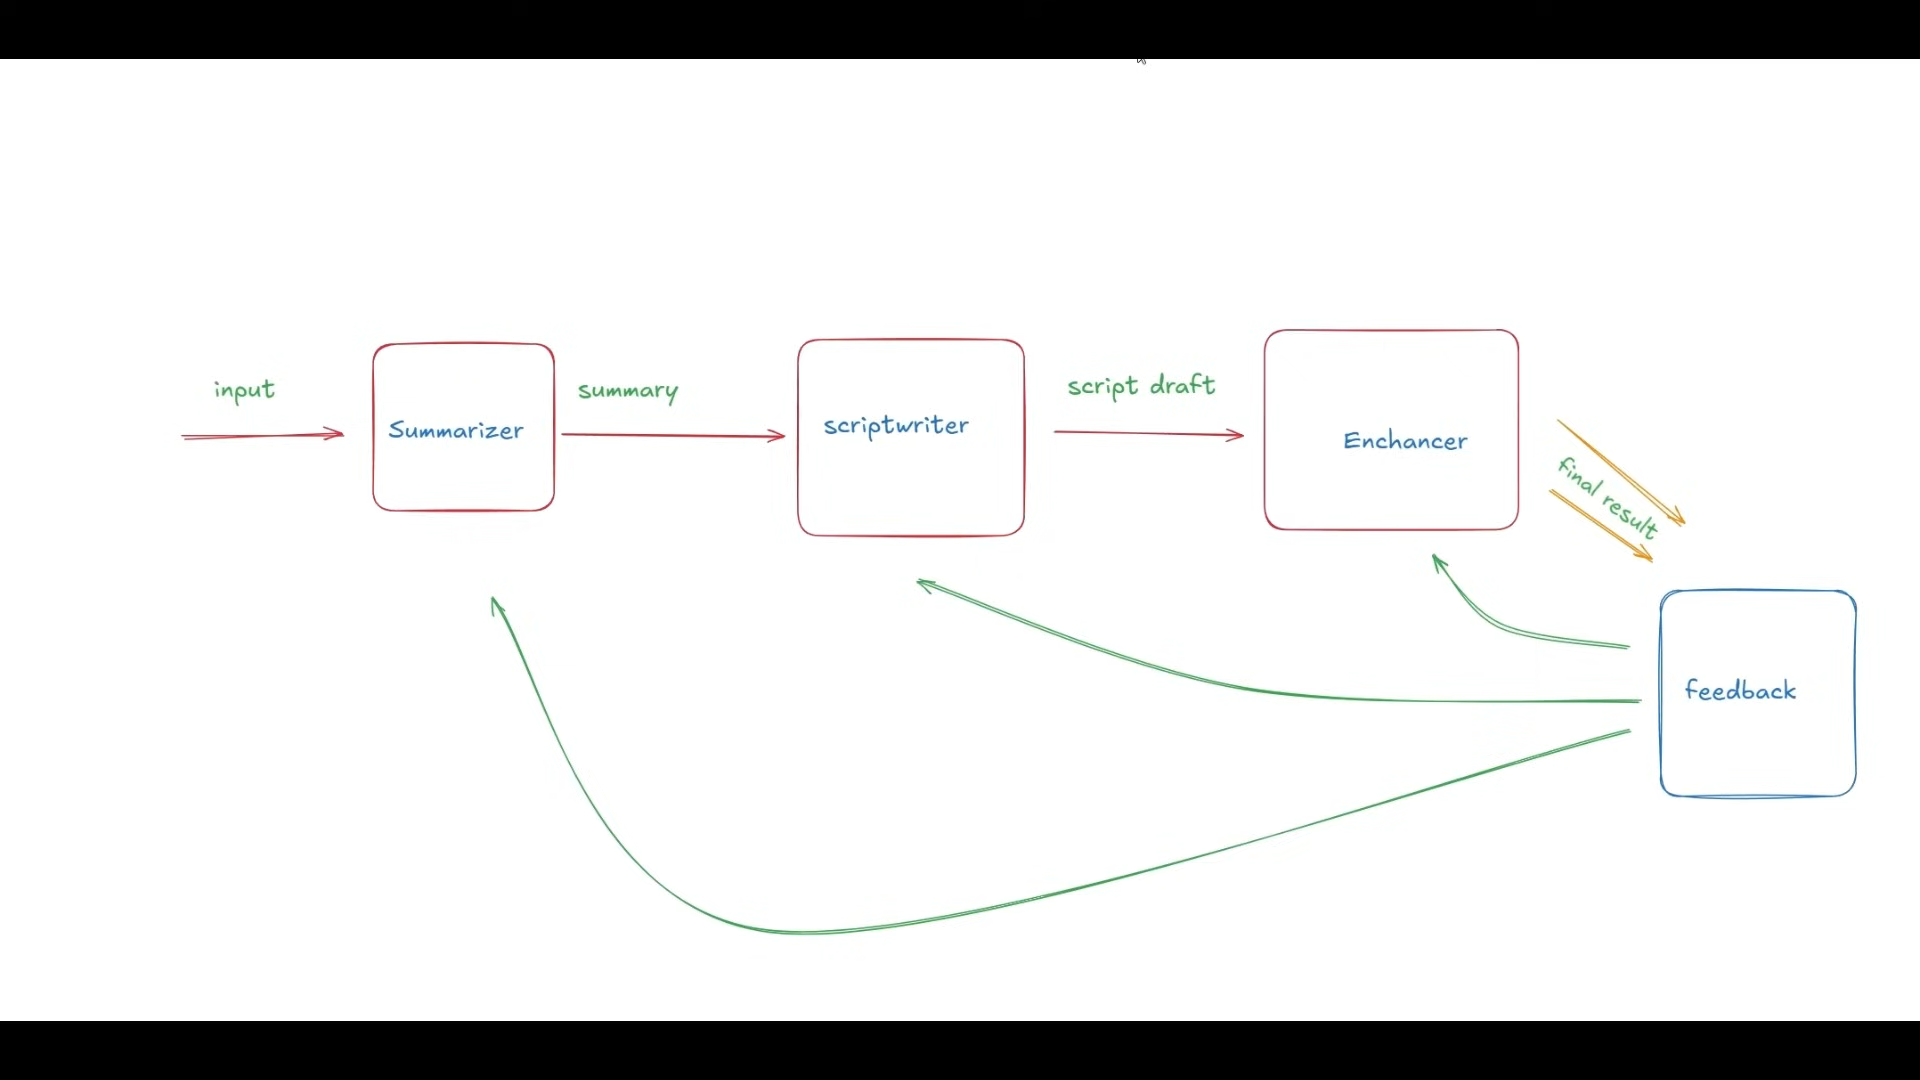 input
Summarizer
summary
scriptwriter
script draft
Enchancer
final result
feedback